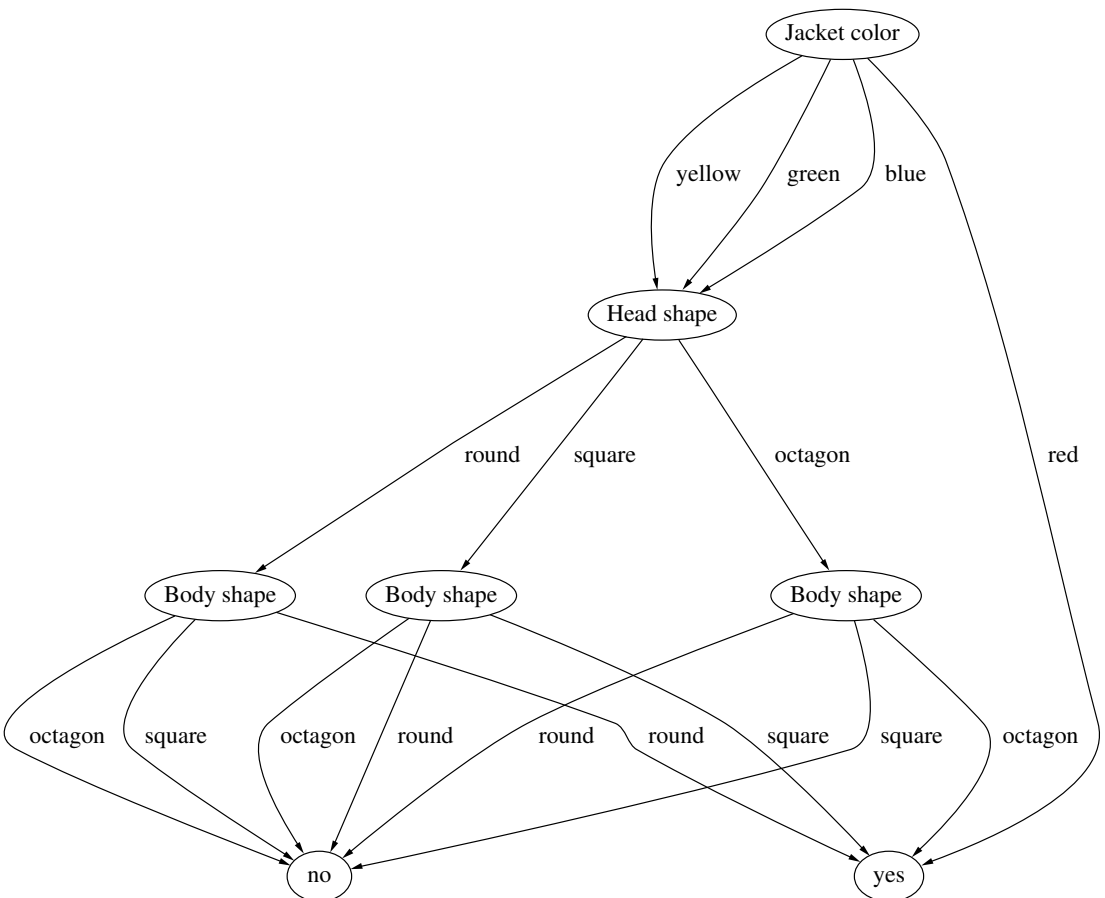 Jacket color
yellow
green
blue
Head shape
round
square
octagon
red
Body shape
Body shape
Body shape
octagon
square
octagon
round
round
round
square
square
octagon
no
yes